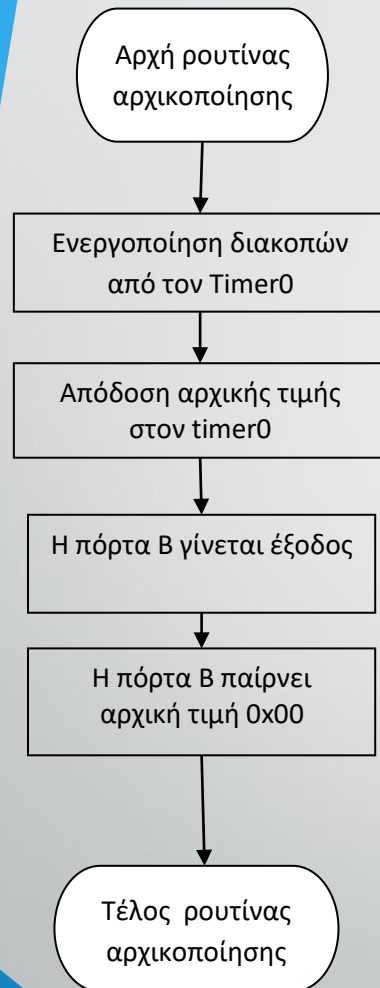 Αρχή ρουτίνας
αρχικοποίησης
Ενεργοποίηση διακοπών
από τον Timer0
Απόδοση αρχικής τιμής
στον timer0
Η πόρτα Β γίνεται έξοδος
Η πόρτα Β παίρνει
αρχική τιμή 0x00
Τέλος ρουτίνας
αρχικοποίησης